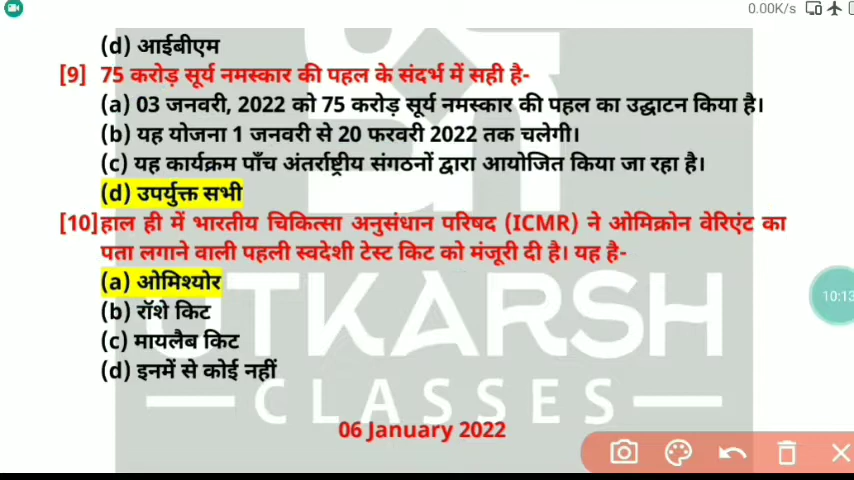 0.00K/s
(d) आईबीएम
[9] 75 करोड़ सूर्य नमस्कार की पहल के संदर्भ में सही है-
(a) 03 जनवरी, 2022 को 75 करोड़ सूर्य नमस्कार की पहल का उद्घाटन किया है।
(b) यह योजना 1 जनवरी से 20 फरवरी 2022 तक चलेगी।
(c) यह कार्यक्रम पाँच अंतर्राष्ट्रीय संगठनों द्वारा आयोजित किया जा रहा है।
(d) उपर्युक्त सभी
[10]हाल ही में भारतीय चिकित्सा अनुसंधान परिषद (ICMR) ने ओमिक्रोन वेरिएंट का
पता लगाने वाली पहली स्वदेशी टेस्ट किट को मंजूरी दी है। यह है-
(a) ओमिश्योर
10:13
(b) रॉशे किट
(c) मायलैब किट
(d) इनमें से कोई नहीं
UTKARSH
CLASSES
06 January 2022